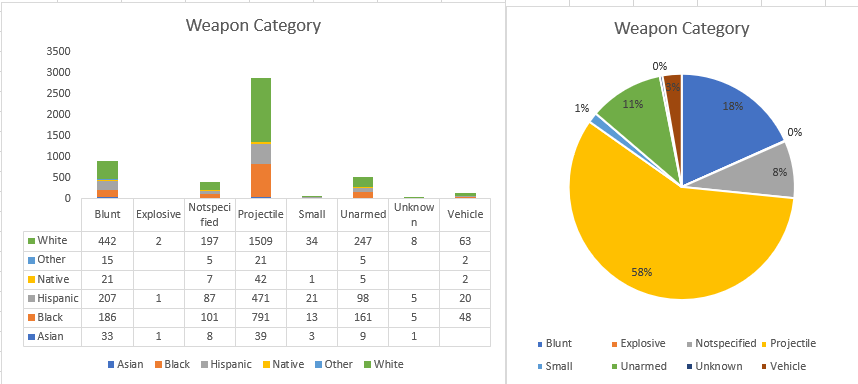 Weapon Category
3500
3000
2500
2000
1500
1000
500
0
Blunt Explosive Notspeci
fied Projectile Small Unarmed Unknow
n Vehicle
White 442 2 197 1509 34 247 8 63
Other 15 5 21 5 2
Native 21 7 42 1 5 2
Hispanic 207 1 87 471 21 98 5 20
Black 186 101 791 13 161 5 48
Asian 33 1 8 39 3 9 1
Asian Black Hispanic Native Other White
Weapon Category
0%
3%
11%
18%
1%
0%
8%
58%
Blunt Explosive Notspecified Projectile
Small Unarmed Unknown Vehicle